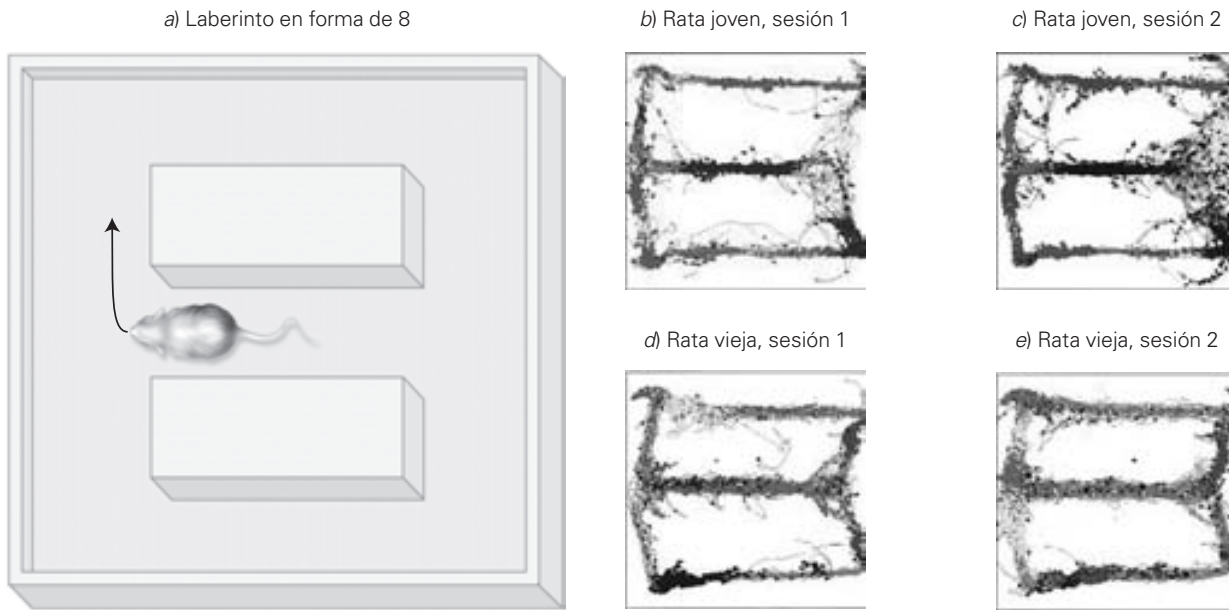 a) Laberinto en forma de 8
b) Rata joven, sesión 1
c) Rata joven, sesión 2
d) Rata vieja, sesión 1
e) Rata vieja, sesión 2